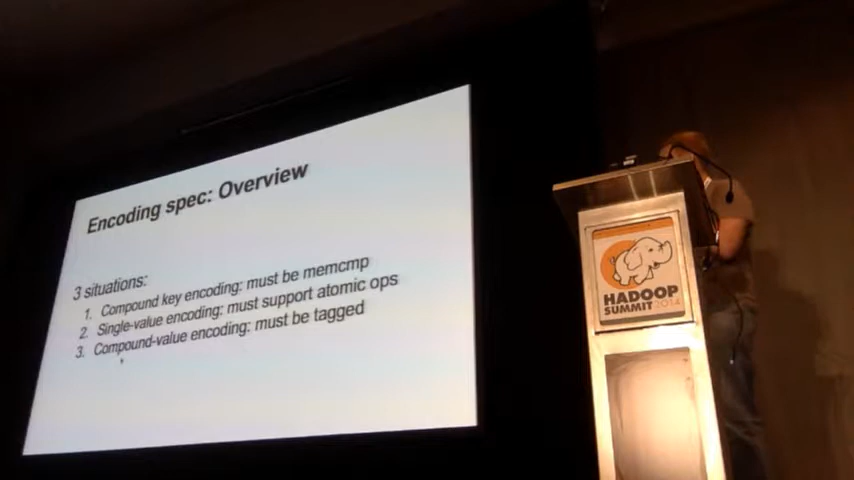 Encoding spec: Overview
3 situations:
1. Compound key encoding: must be memcmp
2. Single-value encoding: must support atomic ops
3. Compound-value encoding: must be tagged
HADOOP
SUMMIT 2014